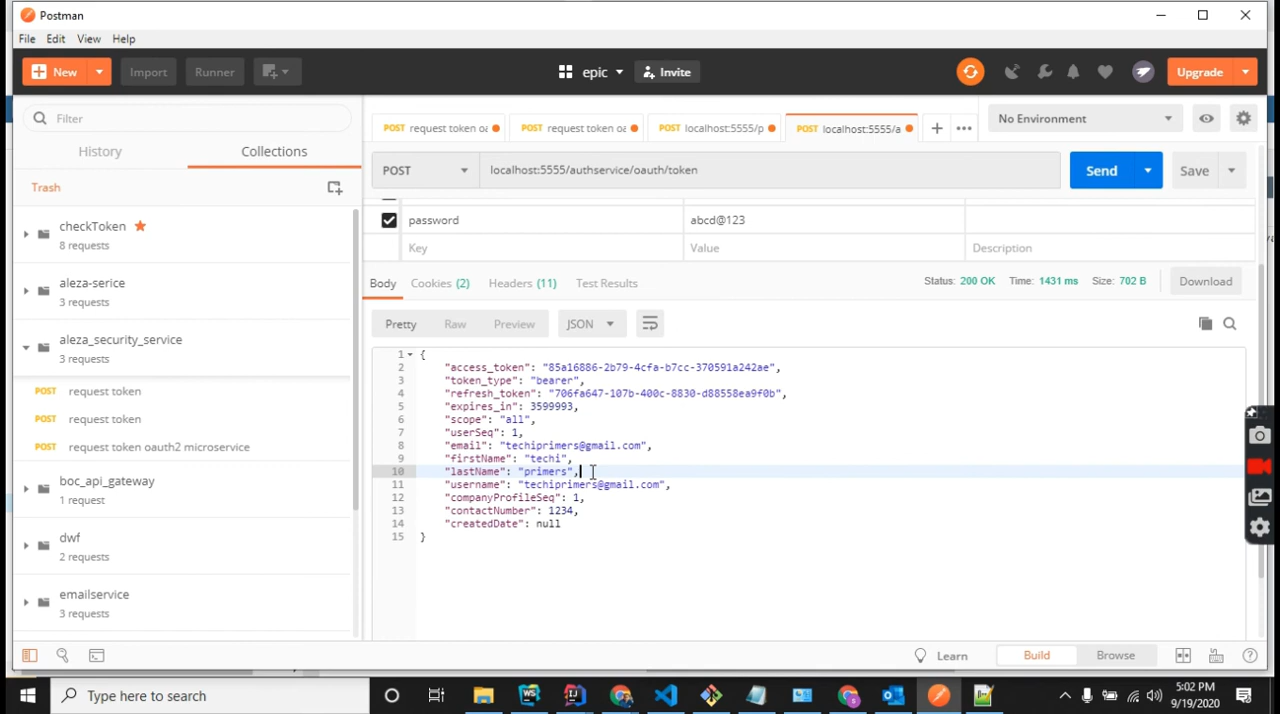 Postman
File Edit View Help
New Import Runner epic Invite Upgrade
Filter
History Collections
Trash
checkToken
8 requests
aleza-serice
3 requests
aleza_security_service
3 requests
POST request token
POST request token
POST request token oauth2 microservice
boc_api_gateway
1 request
dwf
2 requests
emailservice
3 requests
POST request token oa POST request token oa POST localhost:5555/p POST localhost:5555/a No Environment
POST localhost:5555/authservice/oauth/token Send Save
password abcd@123
Key Value Description
Body Cookies (2) Headers (11) Test Results Status: 200 OK Time: 1431 ms Size: 702 B Download
Pretty Raw Preview JSON
1 {
2 "access_token": "85a16886-2b79-4cfa-b7cc-370591a242ae",
3 "token_type": "bearer",
4 "refresh_token": "706fa647-107b-400c-8830-d88558ea9f0b",
5 "expires_in": 3599993,
6 "scope": "all",
7 "userSeq": 1,
8 "email": "techiprimers@gmail.com",
9 "firstName": "techi",
10 "lastName": "primers",
11 "username": "techiprimers@gmail.com",
12 "companyProfileSeq": 1,
13 "contactNumber": 1234,
14 "createdDate": null
15 }
Learn Build Browse
Type here to search
5:02 PM
9/19/2020